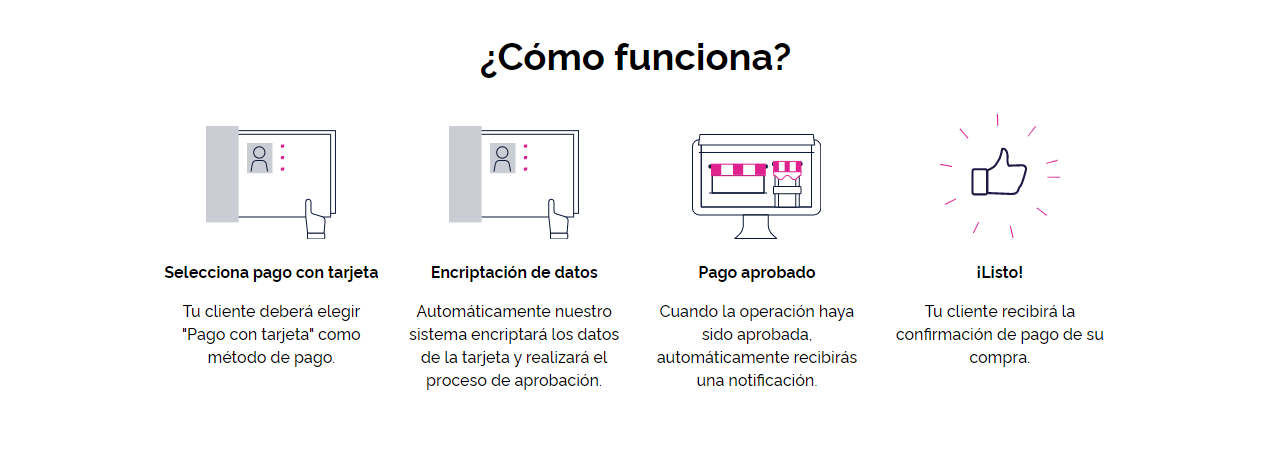 ¿Cómo funciona?
Selecciona pago con tarjeta
Tu cliente deberá elegir
"Pago con tarjeta" como
método de pago.
Encriptación de datos
Automáticamente nuestro
sistema encriptará los datos
de la tarjeta y realizará el
proceso de aprobación.
Pago aprobado
Cuando la operación haya
sido aprobada,
automáticamente recibirás
una notificación.
¡Listo!
Tu cliente recibirá la
confirmación de pago de su
compra.